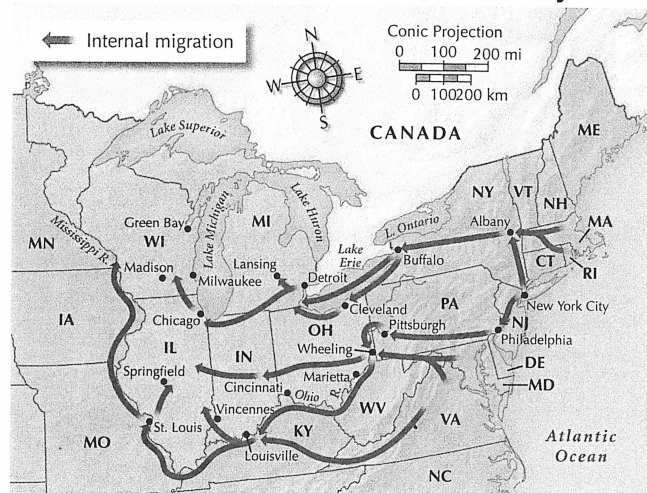 Internal migration
Conic Projection
0 100 200 mi
0 100 200 km
N
W E
S
CANADA
Lake Superior
Lake Michigan
Lake Huron
L. Ontario
Lake
Erie
Mississippi R.
ME
NY
VT
NH
MA
CT
RI
Albany
Buffalo
MN
WI
MI
Green Bay
Madison
Milwaukee
Lansing
Detroit
Cleveland
Chicago
IA
IL
IN
OH
PA
NJ
New York City
Philadelphia
Pittsburgh
Wheeling
Marietta
Cincinnati
Ohio
R.
Springfield
Vincennes
St. Louis
Louisville
DE
MD
WV
VA
KY
MO
NC
Atlantic
Ocean